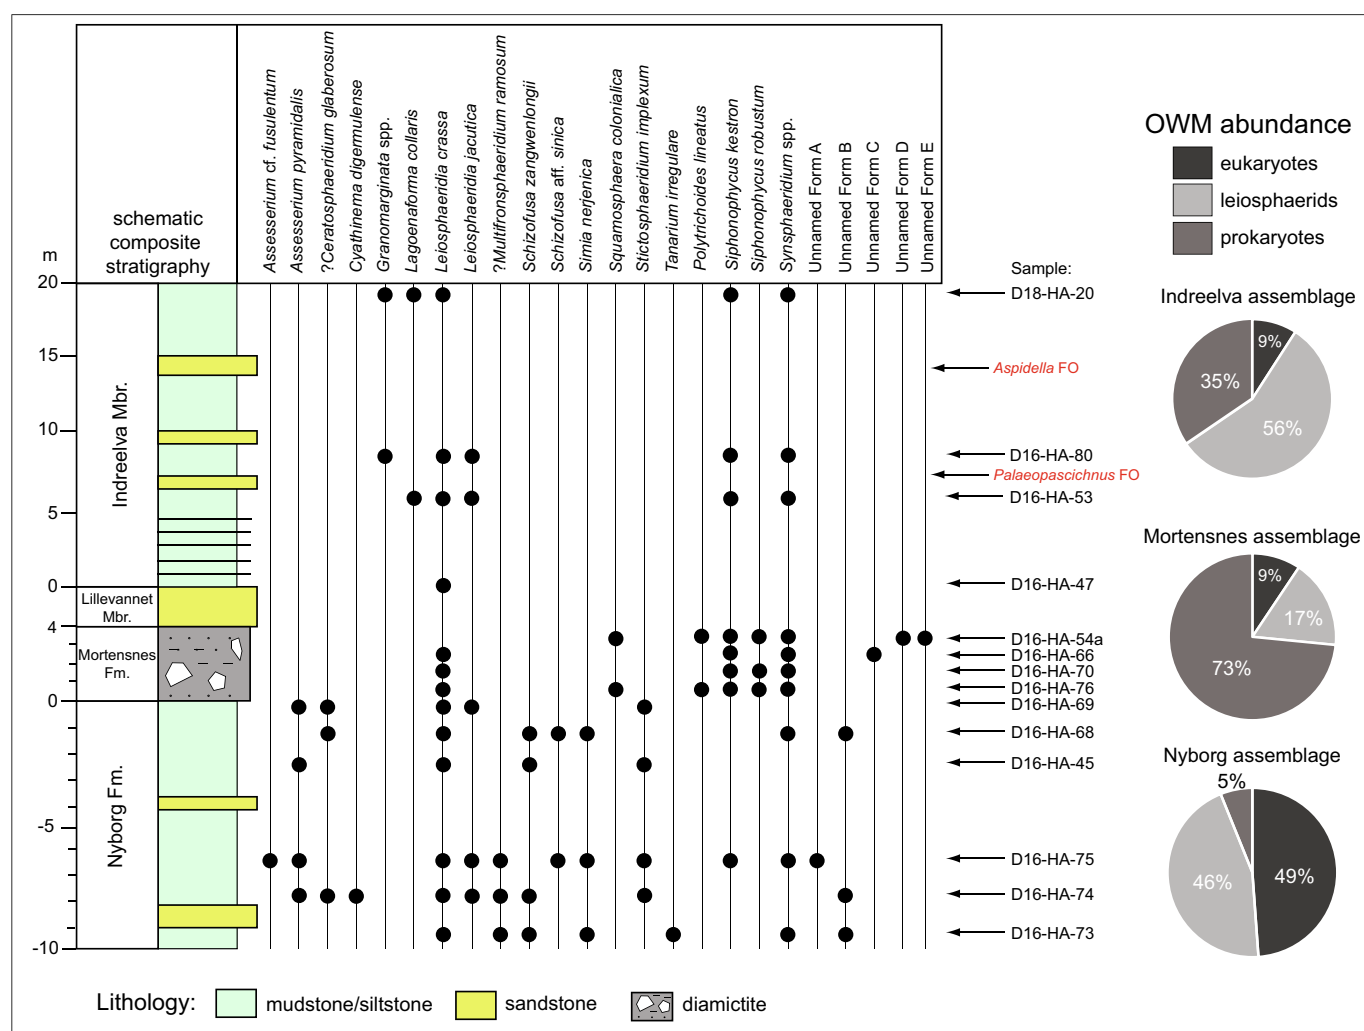 schematic
composite
stratigraphy
m
Assesserium cf. fusulentum
Assesserium pyramidalis
?Ceratosphaeridium glaberosum
Cyathinema digermulense
Granomarginata spp.
Lagoenaforma collaris
Leiosphaeridia crassa
Leiosphaeridia jacutica
?Multifronsphaeridium ramosum
Schizofusa zangwenlongii
Schizofusa aff. sinica
Simia nerjenica
Squamosphaera colonialica
Stictosphaeridium implexum
Tanarium irregulare
Polytrichoides lineatus
Siphonophycus kestron
Siphonophycus robustum
Synsphaeridium spp.
Unnamed Form A
Unnamed Form B
Unnamed Form C
Unnamed Form D
Unnamed Form E
20
15
10
5
0
4
0
-5
-10
Indreelva Mbr.
Lillevannet
Mbr.
Mortensnes
Fm.
Nyborg Fm.
Sample:
D18-HA-20
Aspidella FO
D16-HA-80
Palaeopascichnus FO
D16-HA-53
D16-HA-47
D16-HA-54a
D16-HA-66
D16-HA-70
D16-HA-76
D16-HA-69
D16-HA-68
D16-HA-45
D16-HA-75
D16-HA-74
D16-HA-73
OWM abundance
eukaryotes
leiosphaerids
prokaryotes
Indreelva assemblage
9%
35%
56%
Mortensnes assemblage
9%
17%
73%
Nyborg assemblage
5%
46%
49%
Lithology:
mudstone/siltstone
sandstone
diamictite